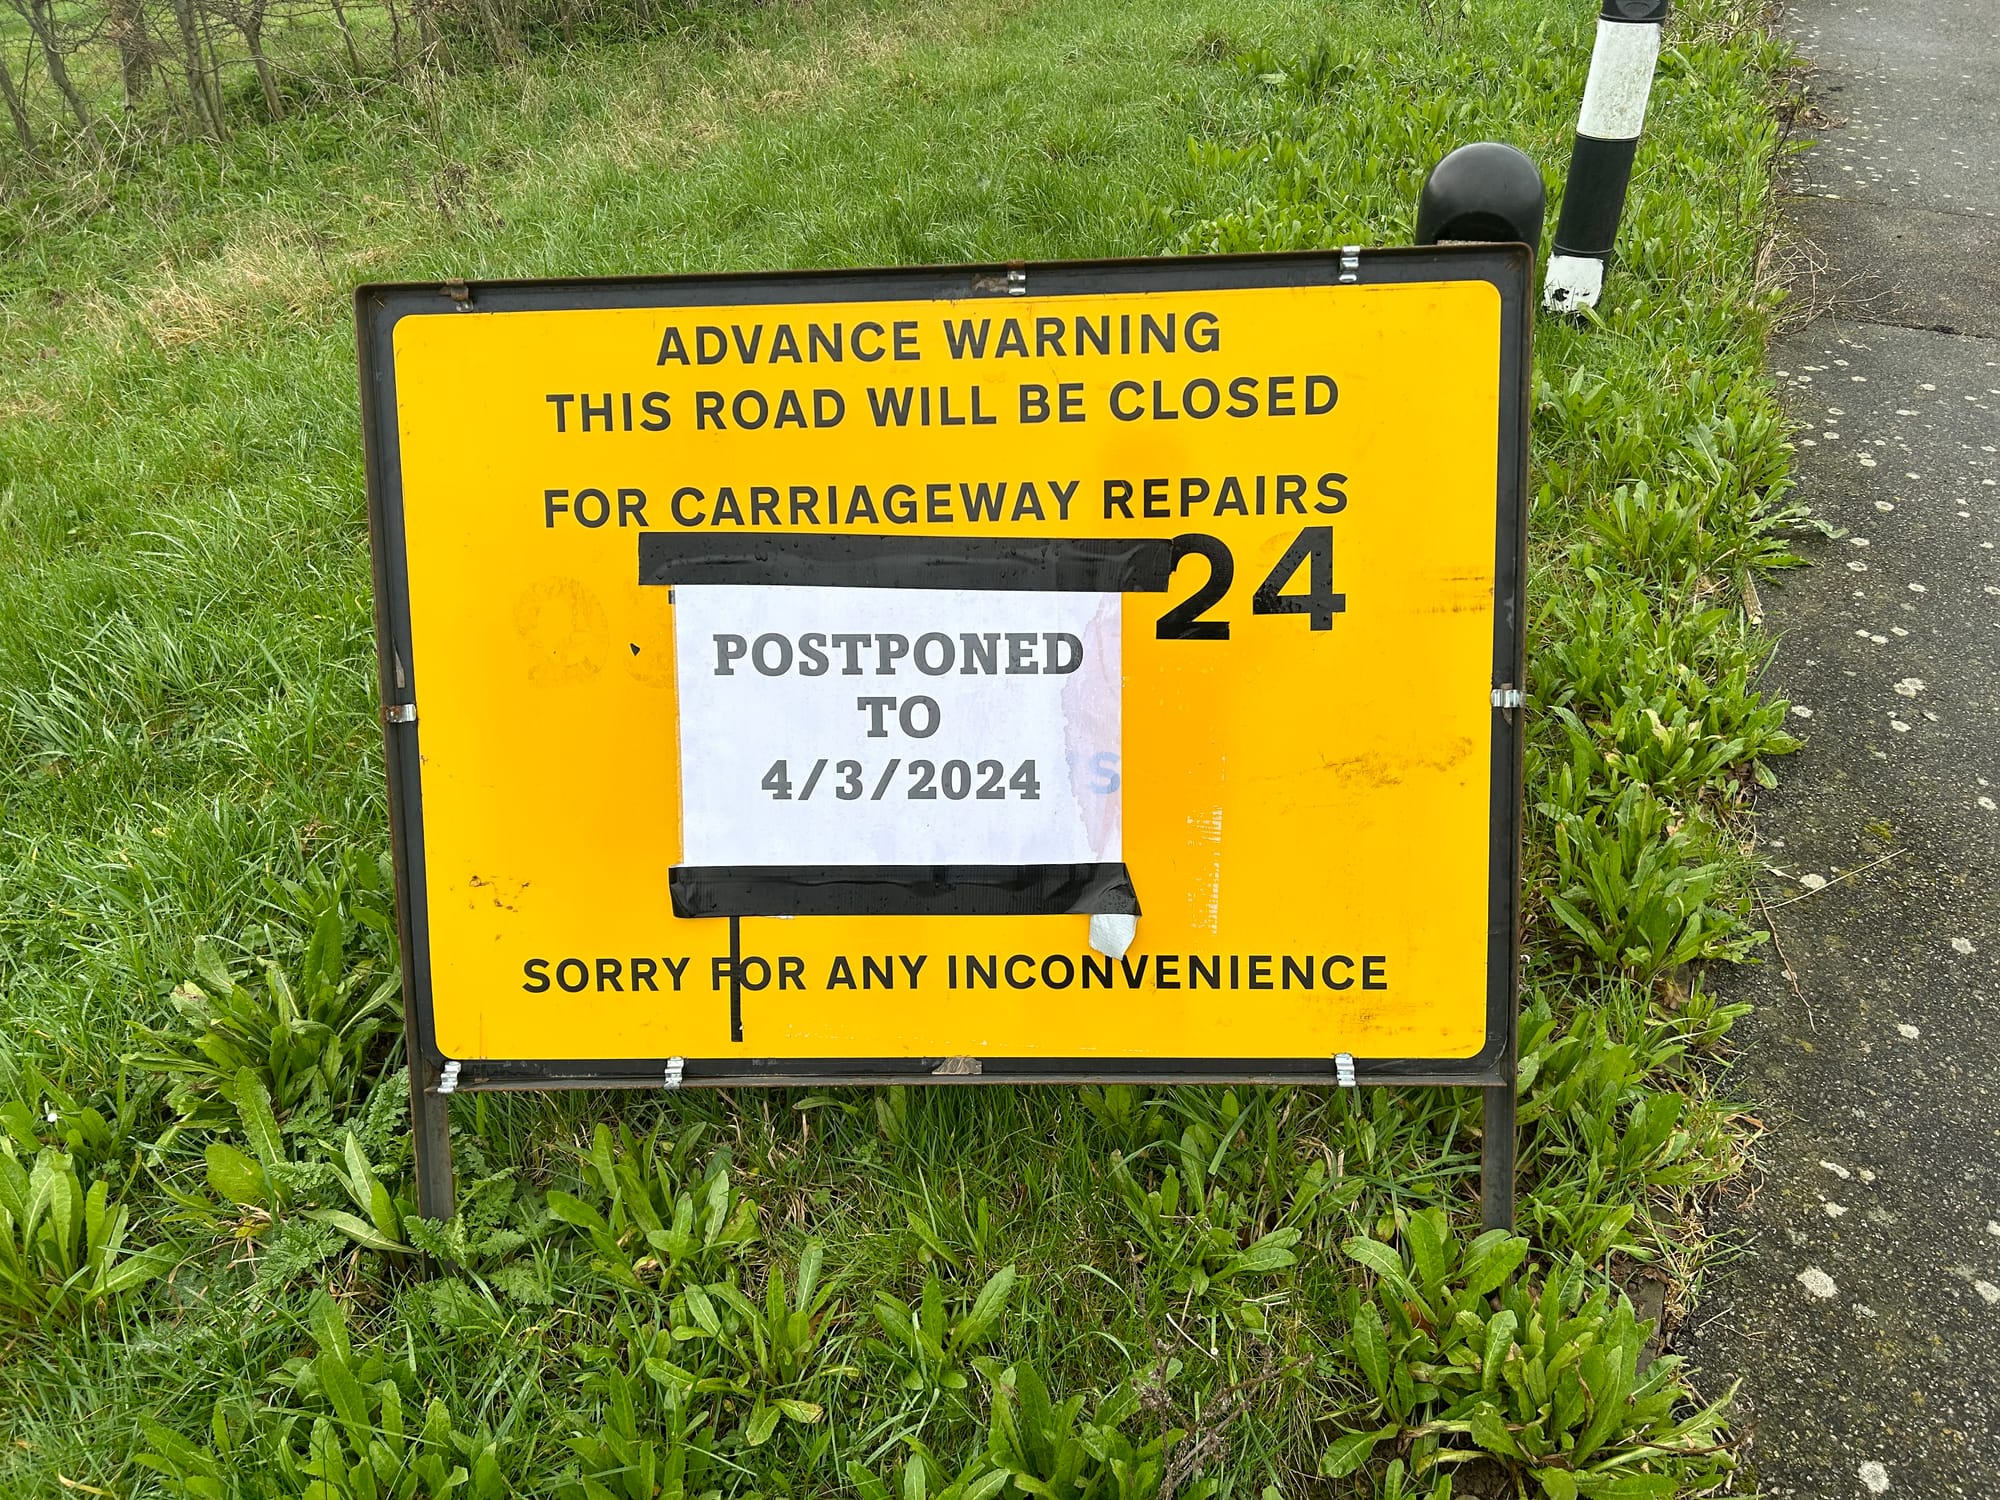 ADVANCE WARNING
THIS ROAD WILL BE CLOSED
FOR CARRIAGEWAY REPAIRS
24
POSTPONED
TO
4/3/2024
S
SORRY FOR ANY INCONVENIENCE